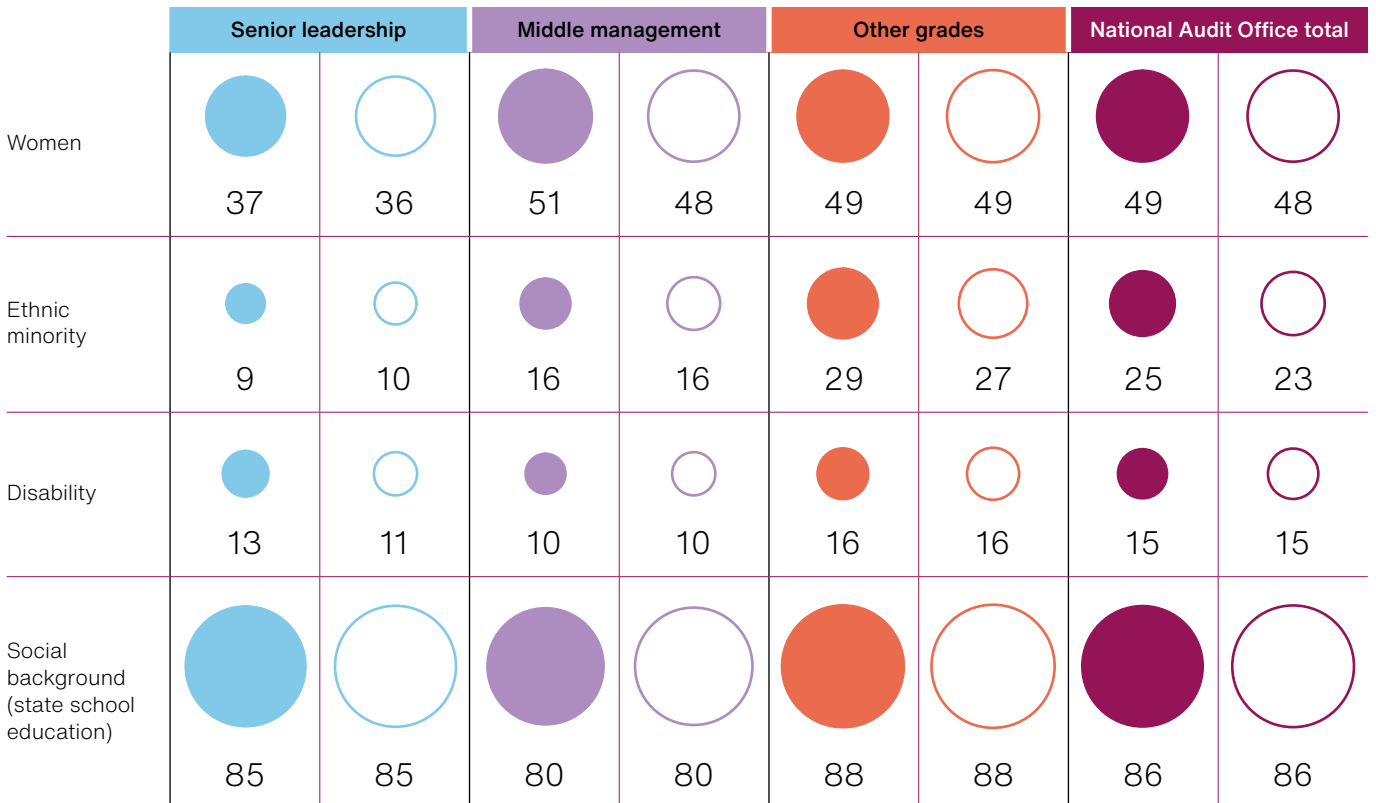 Senior leadership Middle management Other grades National Audit Office total
Women
37 36 51 48 49 49 49 48
Ethnic
minority
9 10 16 16 29 27 25 23
Disability
13 11 10 10 16 16 15 15
Social
background
(state school
education)
85 85 80 80 88 88 86 86